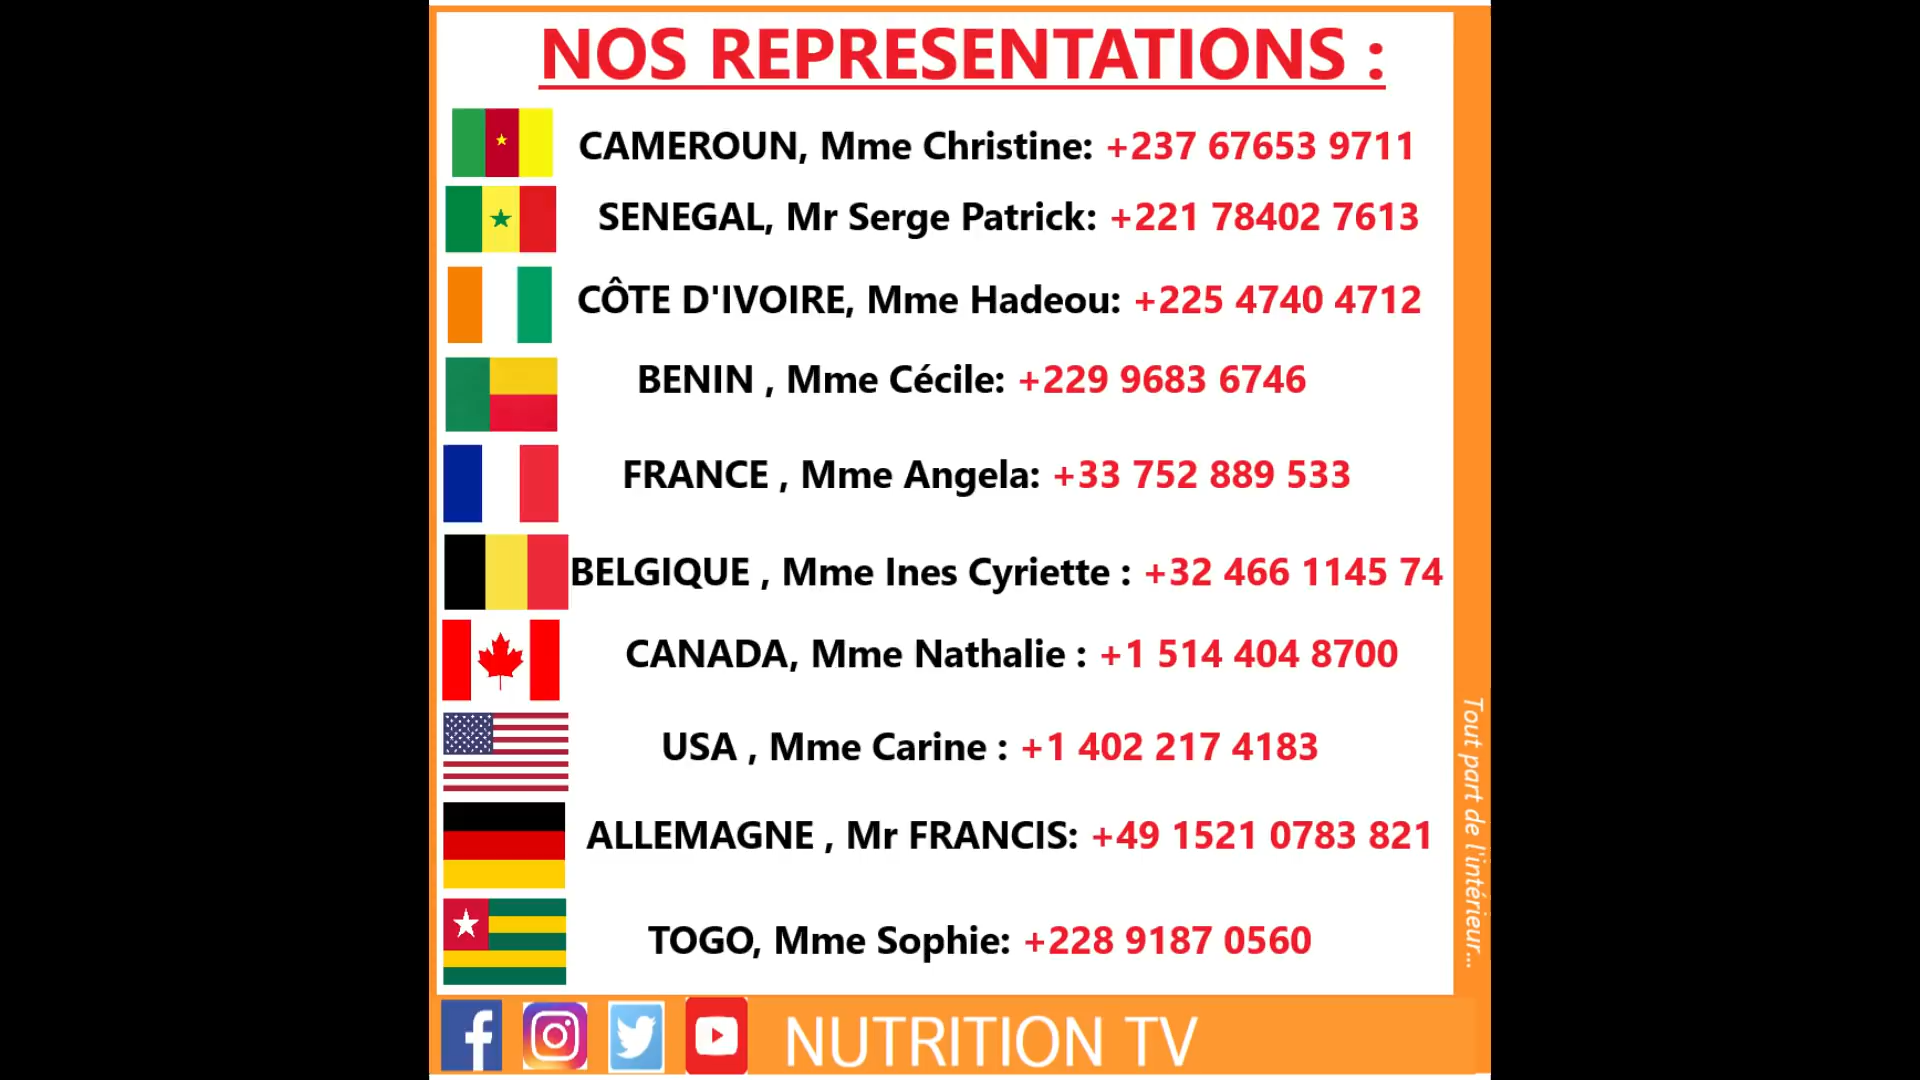 NOS REPRESENTATIONS :
CAMEROUN, Mme Christine: +237 67653 9711
SENEGAL, Mr Serge Patrick: +221 78402 7613
CÔTE D'IVOIRE, Mme Hadeou: +225 4740 4712
BENIN , Mme Cécile: +229 9683 6746
FRANCE , Mme Angela: +33 752 889 533
BELGIQUE , Mme Ines Cyriette : +32 466 1145 74
CANADA, Mme Nathalie : +1 514 404 8700
USA , Mme Carine : +1 402 217 4183
ALLEMAGNE , Mr FRANCIS: +49 1521 0783 821
TOGO, Mme Sophie: +228 9187 0560
Tout part de l'intérieur...
NUTRITION TV